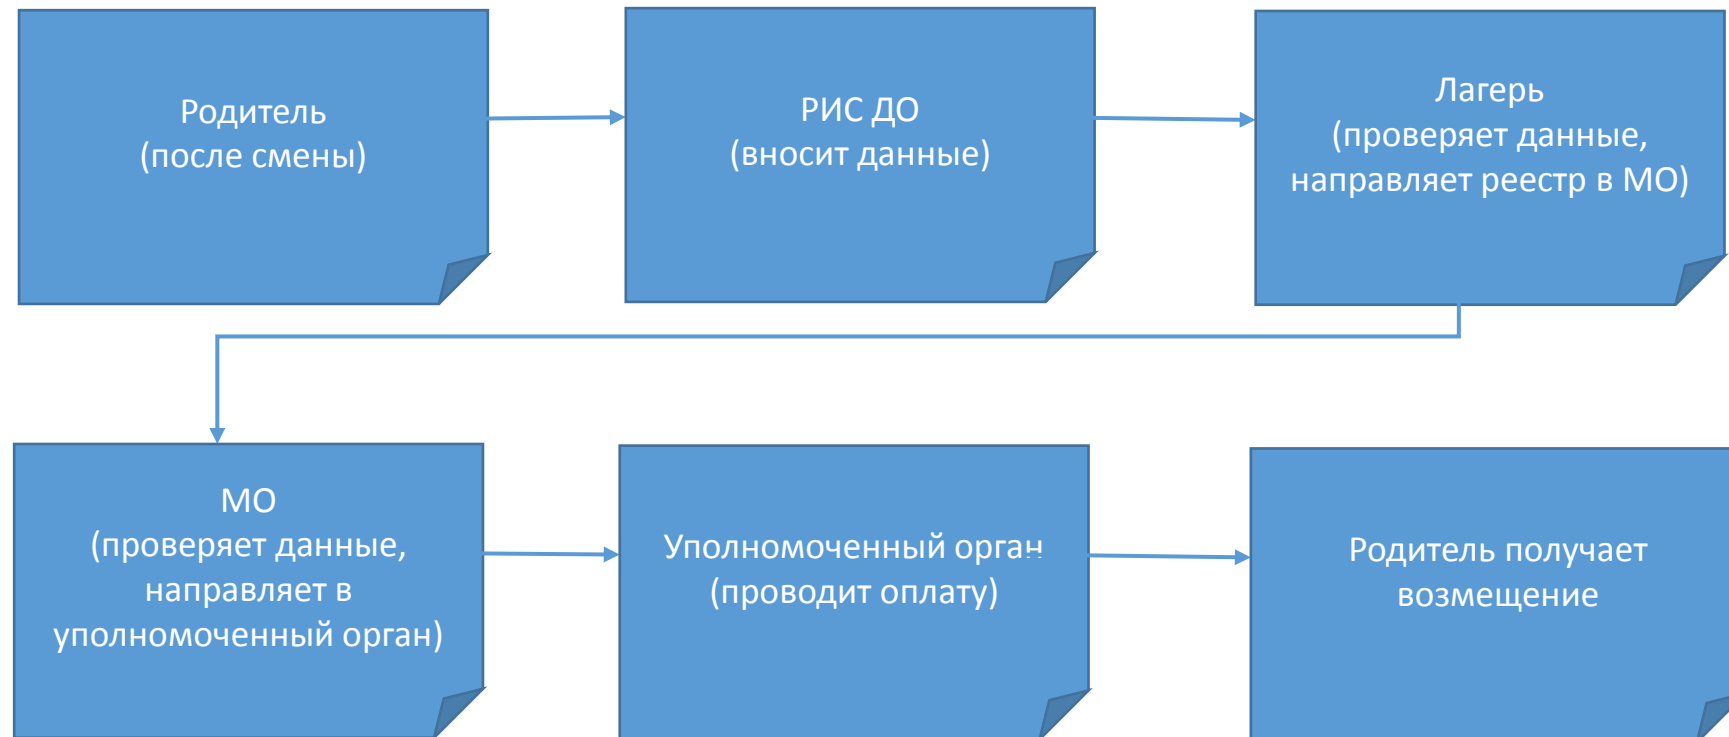 Родитель
(после смены)
РИС ДО
(вносит данные)
Лагерь
(проверяет данные,
направляет реестр в МО)
МО
(проверяет данные,
направляет в
уполномоченный орган)
Уполномоченный орган
(проводит оплату)
Родитель получает
возмещение